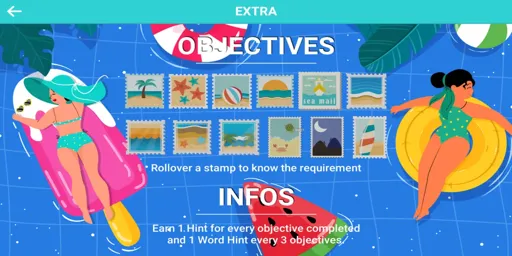 EXTRA
OBJECTIVES
sea mail
Rollover a stamp to know the requirement
INFOS
Earn 1 Hint for every objective completed
and 1 Word Hint every 3 objectives.